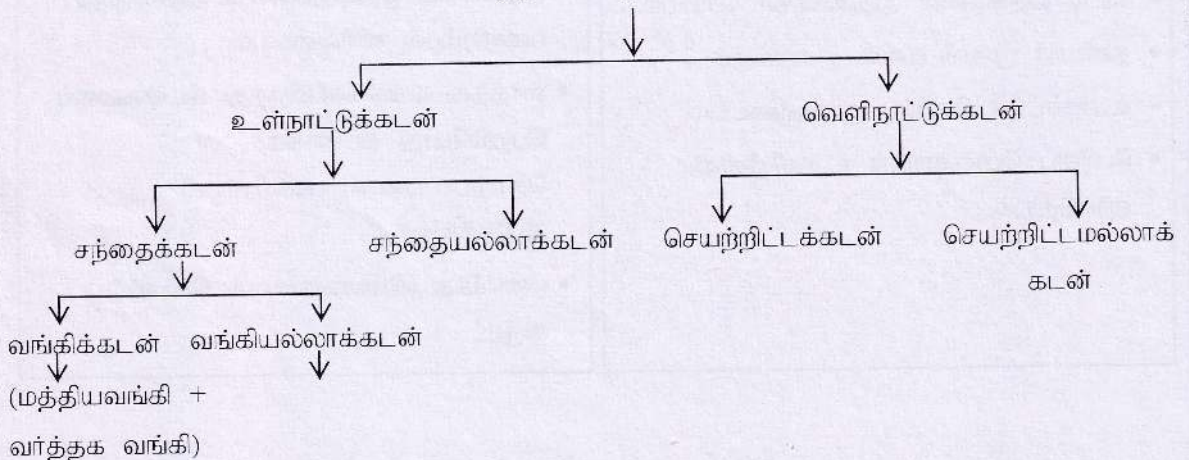 உள்நாட்டுக்கடன் வெளிநாட்டுக்கடன்
சந்தைக்கடன் சந்தையல்லாக்கடன் செயற்றிட்டக்கடன் செயற்றிட்டமல்லாக்
கடன்
வங்கிக்கடன் வங்கியல்லாக்கடன்
(மத்தியவங்கி +
வர்த்தக வங்கி)